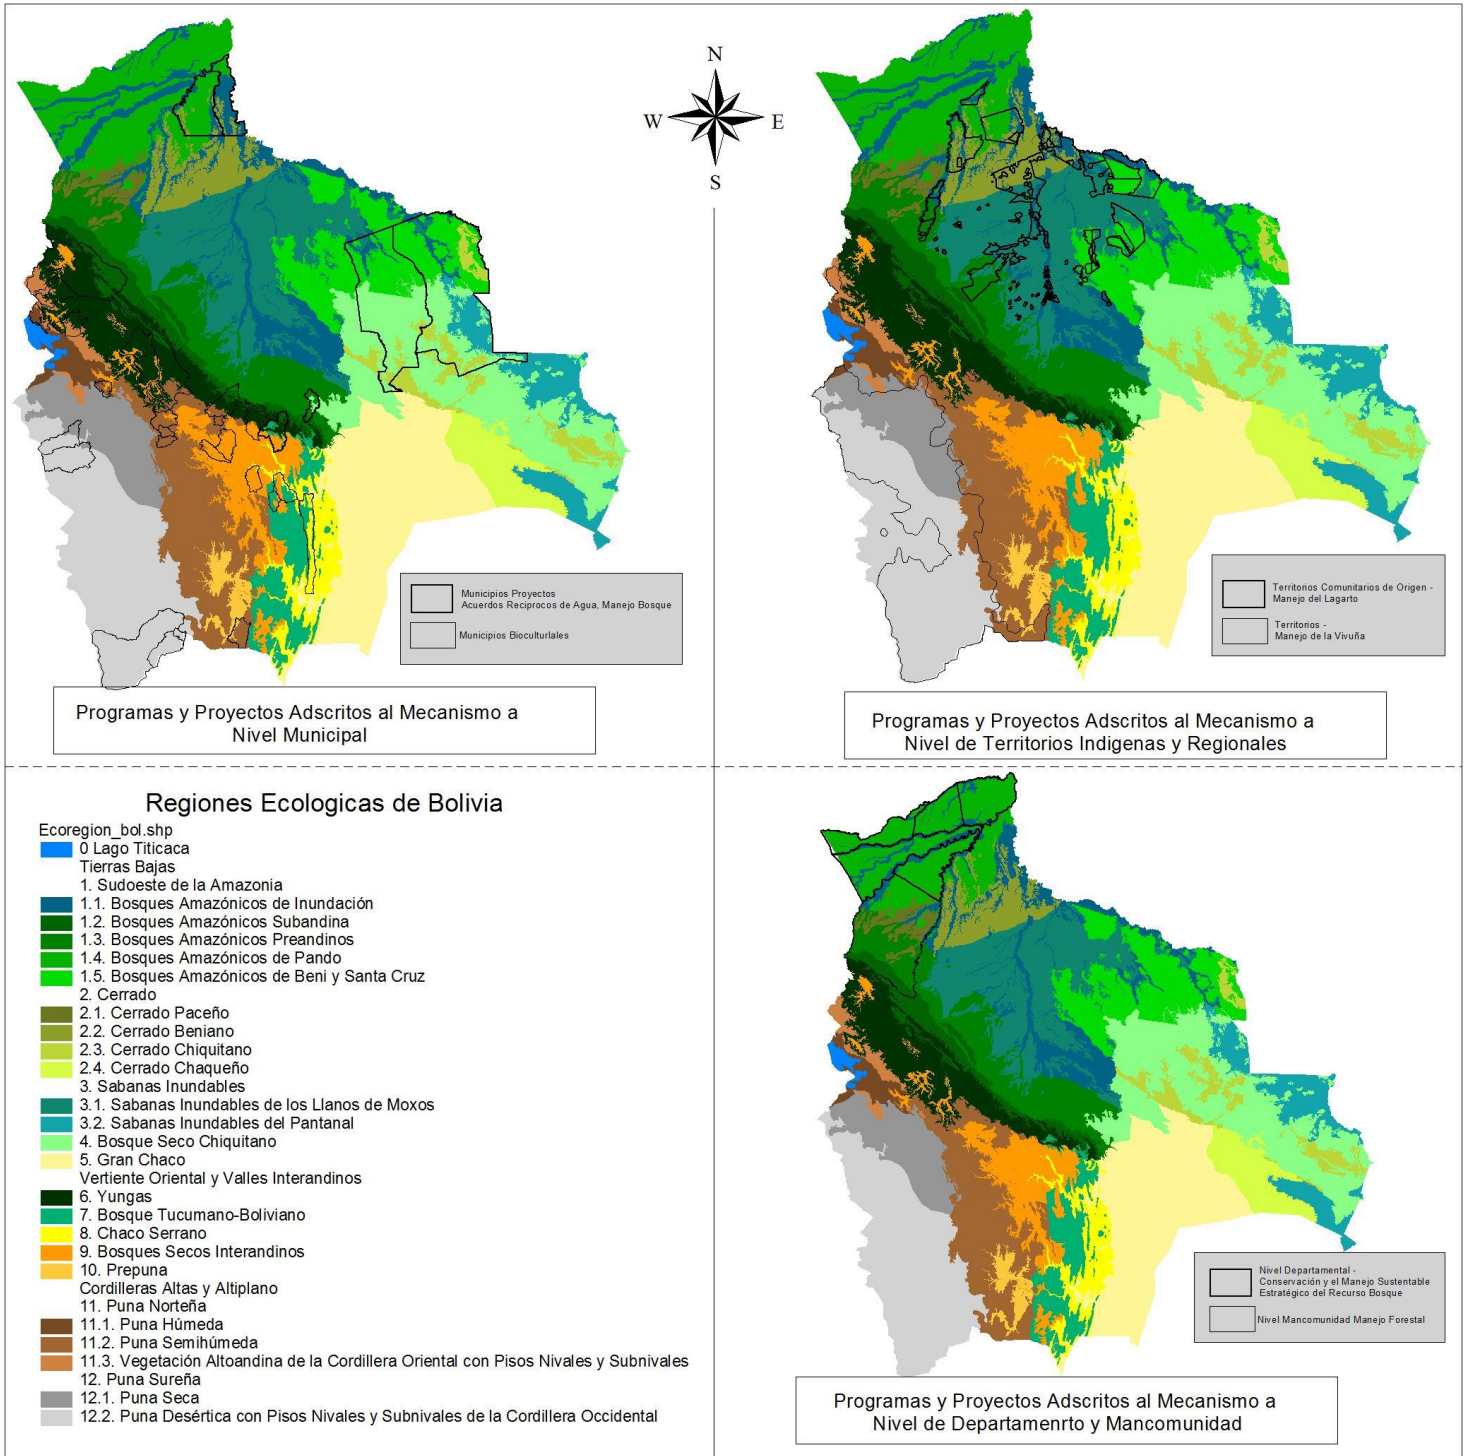 N
W
E
S
Municipios Proyectos
Acuerdos Reciprocos de Agua, Manejo Bosque
Municipios Bioculturlales
Programas y Proyectos Adscritos al Mecanismo a
Nivel Municipal
Territorios Comunitarios de Origen -
Manejo del Lagarto
Territorios -
Manejo de la Vivuña
Programas y Proyectos Adscritos al Mecanismo a
Nivel de Territorios Indigenas y Regionales
Regiones Ecologicas de Bolivia
Ecoregion_bol.shp
0 Lago Titicaca
Tierras Bajas
1. Sudoeste de la Amazonia
1.1. Bosques Amazónicos de Inundación
1.2. Bosques Amazónicos Subandina
1.3. Bosques Amazónicos Preandinos
1.4. Bosques Amazónicos de Pando
1.5. Bosques Amazónicos de Beni y Santa Cruz
2. Cerrado
2.1. Cerrado Paceño
2.2. Cerrado Beniano
2.3. Cerrado Chiquitano
2.4. Cerrado Chaqueño
3. Sabanas Inundables
3.1. Sabanas Inundables de los Llanos de Moxos
3.2. Sabanas Inundables del Pantanal
4. Bosque Seco Chiquitano
5. Gran Chaco
Vertiente Oriental y Valles Interandinos
6. Yungas
7. Bosque Tucumano-Boliviano
8. Chaco Serrano
9. Bosques Secos Interandinos
10. Prepuna
Cordilleras Altas y Altiplano
11. Puna Norteña
11.1. Puna Húmeda
11.2. Puna Semihúmeda
11.3. Vegetación Altoandina de la Cordillera Oriental con Pisos Nivales y Subnivales
12. Puna Sureña
12.1. Puna Seca
12.2. Puna Desértica con Pisos Nivales y Subnivales de la Cordillera Occidental
Nivel Departamental -
Conservación y el Manejo Sustentable
Estratégico del Recurso Bosque
Nivel Mancomunidad Manejo Forestal
Programas y Proyectos Adscritos al Mecanismo a
Nivel de Departamenrto y Mancomunidad